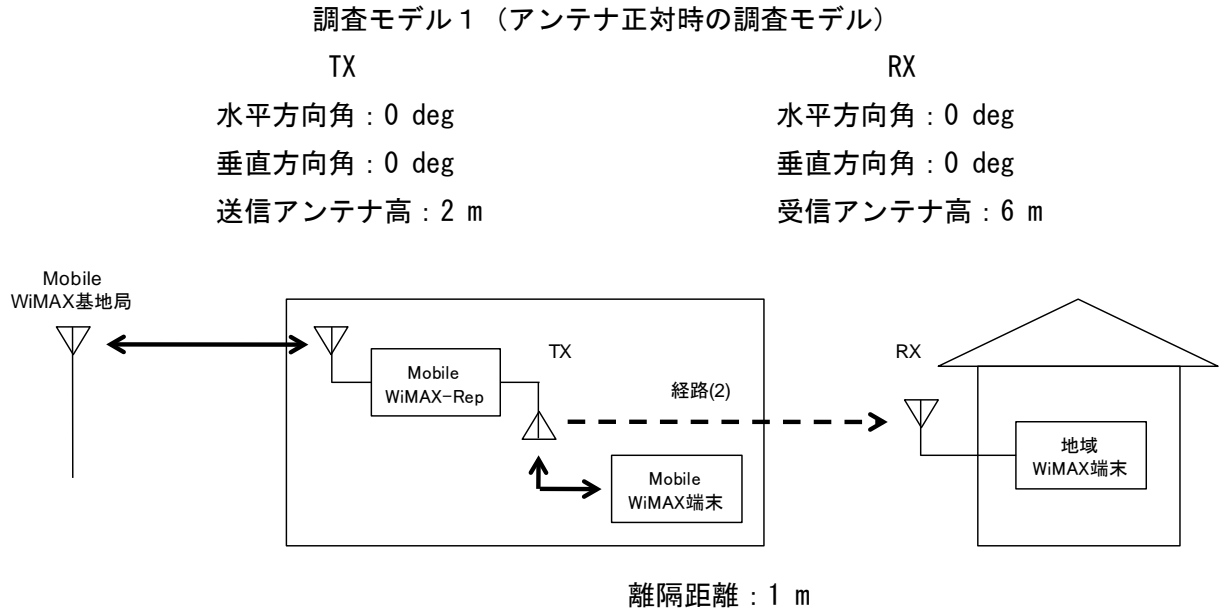 調査モデル１（アンテナ正対時の調査モデル）
TX
水平方向角：0 deg
垂直方向角：0 deg
送信アンテナ高：2 m
RX
水平方向角：0 deg
垂直方向角：0 deg
受信アンテナ高：6 m
Mobile
WiMAX基地局
Mobile
WiMAX-Rep
TX
経路(2)
Mobile
WiMAX端末
RX
地域
WiMAX端末
離隔距離：1 m